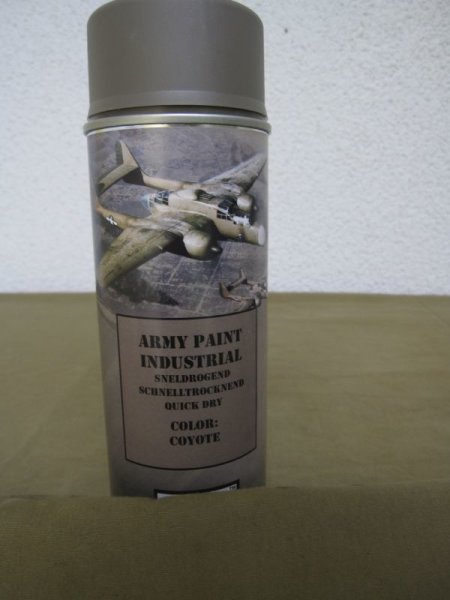 ARMY PAINT
INDUSTRIAL
SNELDROGEND
SCHNELLTROCKNEND
QUICK DRY
COLOR:
COYOTE